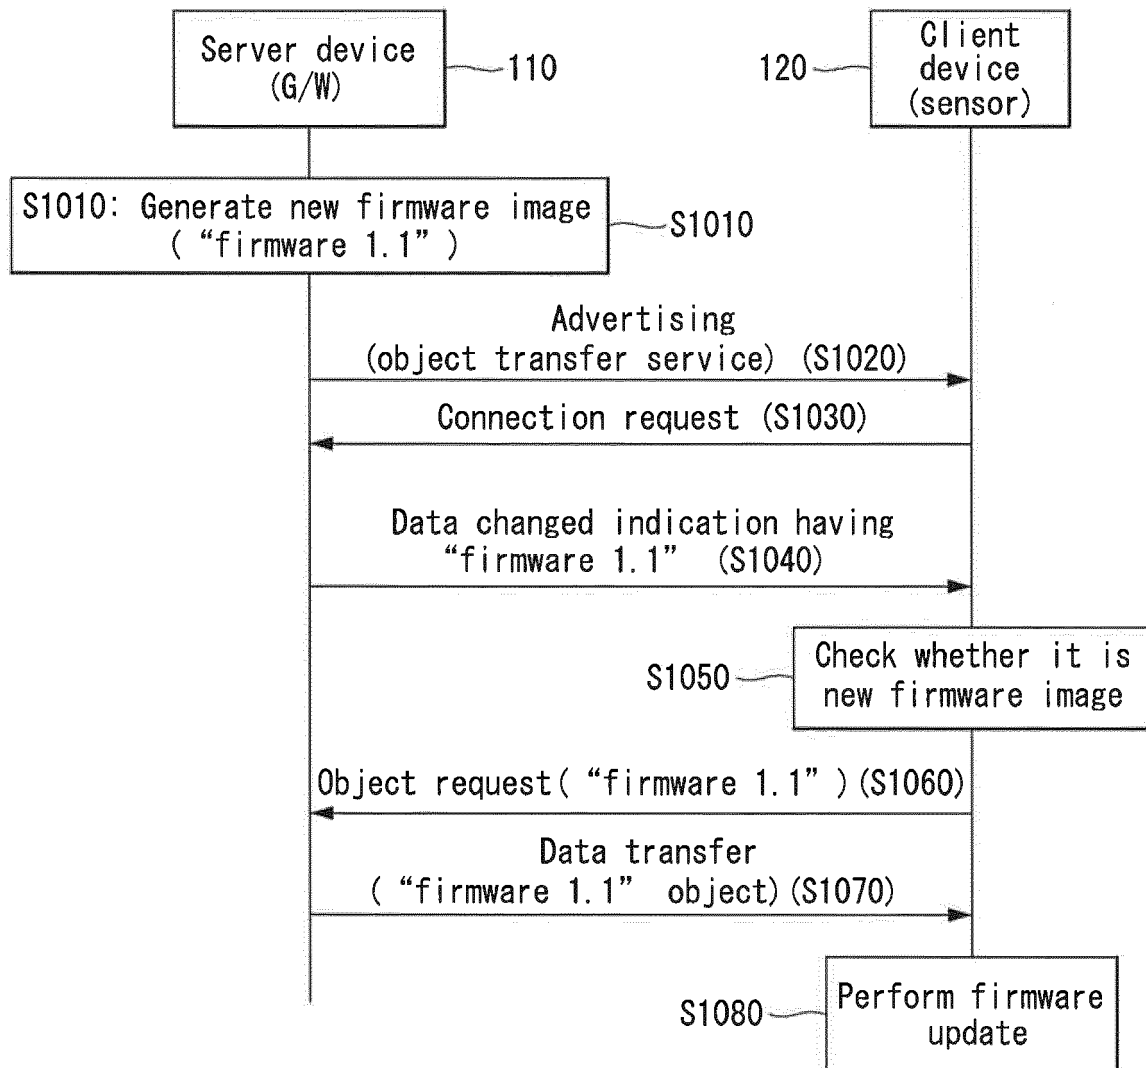 Server device
(G/W)
110
120
Client
device
(sensor)
S1010: Generate new firmware image
( “firmware 1.1” )
S1010
Advertising
(object transfer service) (S1020)
Connection request (S1030)
Data changed indication having
“firmware 1.1” (S1040)
S1050
Check whether it is
new firmware image
Object request( “firmware 1.1” )(S1060)
Data transfer
( “firmware 1.1” object)(S1070)
S1080
Perform firmware
update